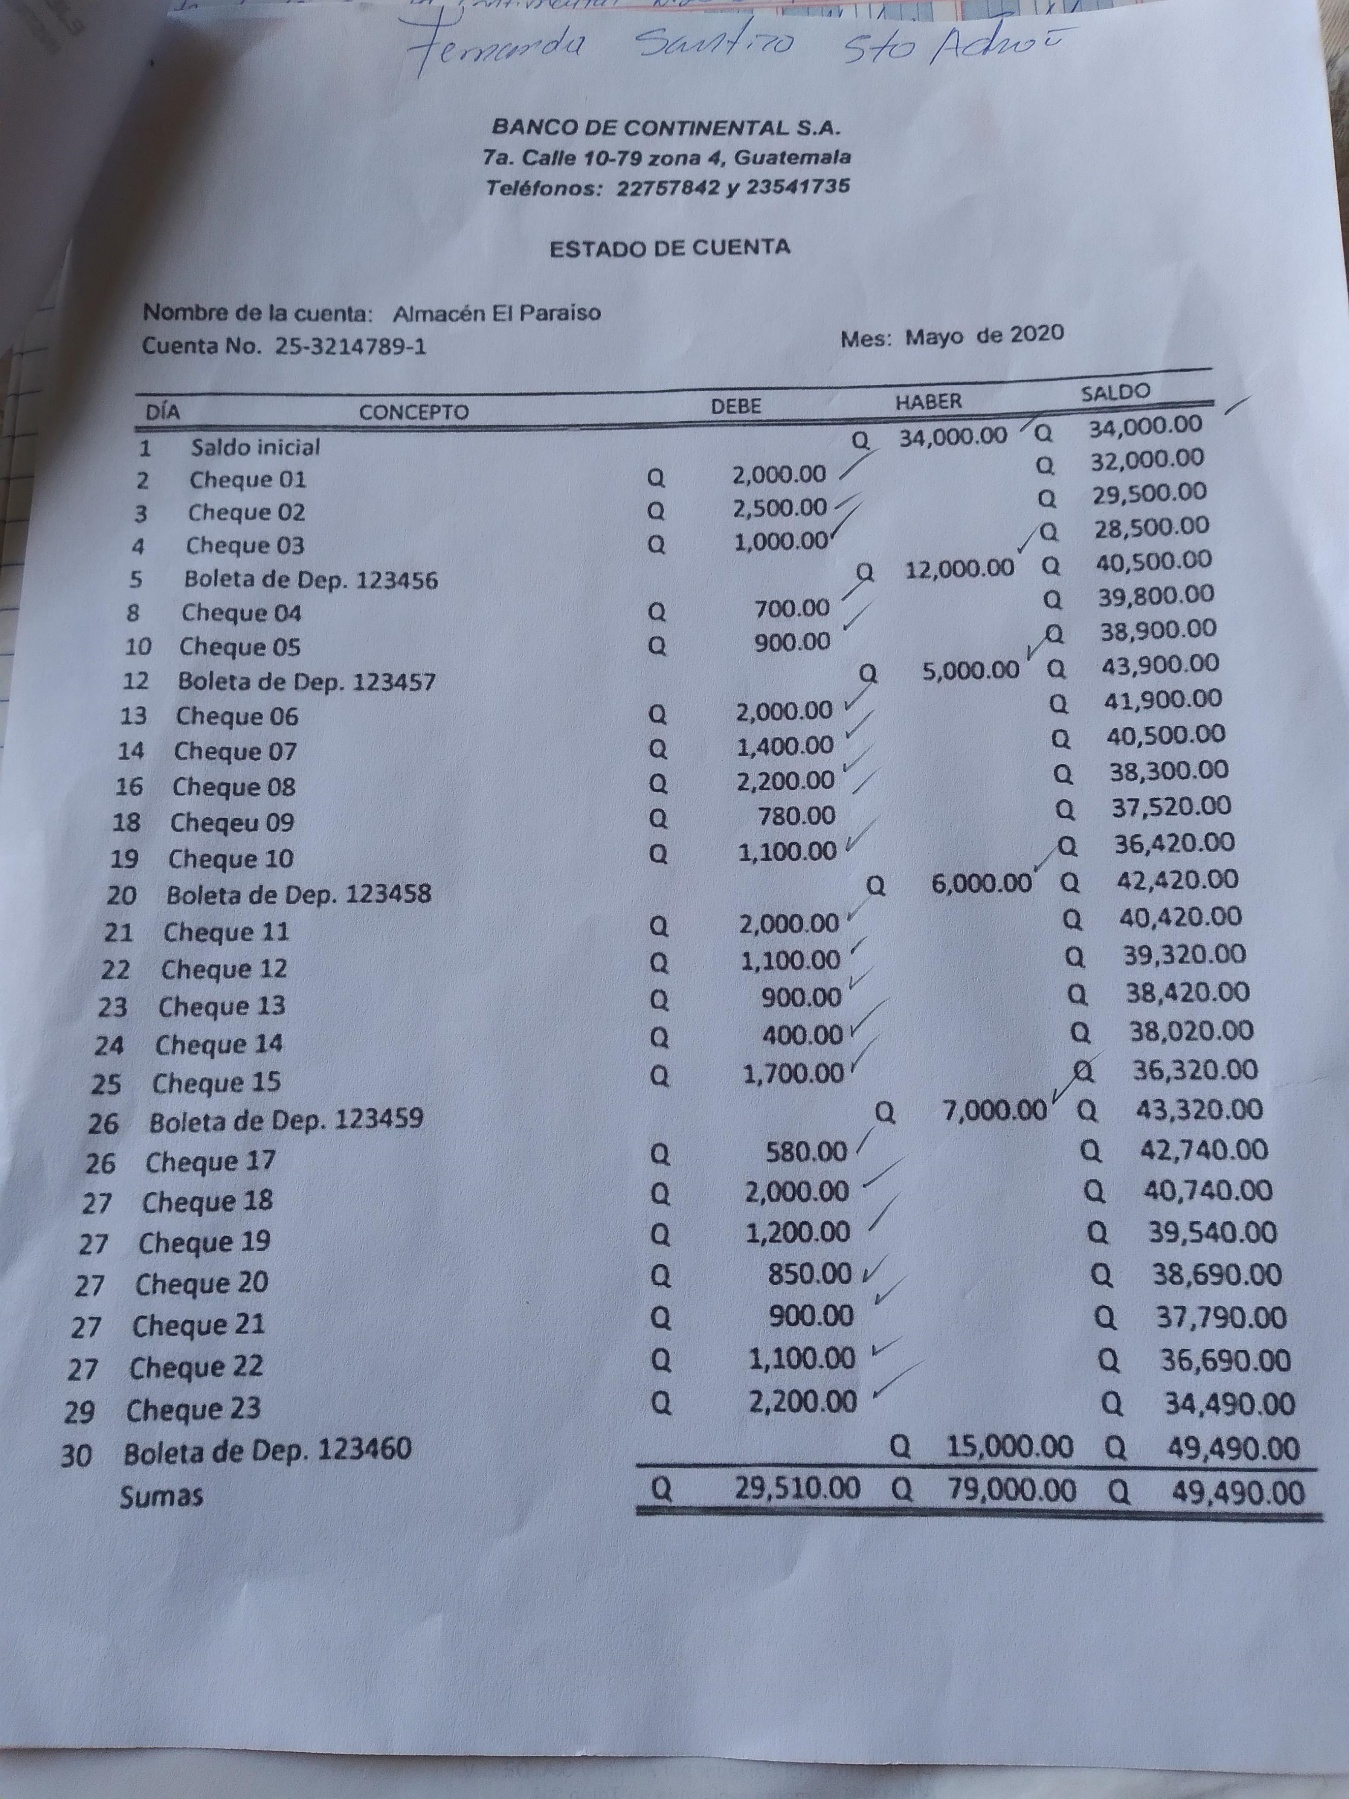 Fernanda Santizo 5to Admon
BANCO DE CONTINENTAL S.A.
7a. Calle 10-79 zona 4, Guatemala
Teléfonos: 22757842 y 23541735
ESTADO DE CUENTA
Nombre de la cuenta: Almacén El Paraiso
Cuenta No. 25-3214789-1 Mes: Mayo de 2020
DÍA CONCEPTO DEBE HABER SALDO
1 Saldo inicial Q 34,000.00 Q 34,000.00
2 Cheque 01 Q 2,000.00 Q 32,000.00
3 Cheque 02 Q 2,500.00 Q 29,500.00
4 Cheque 03 Q 1,000.00 Q 28,500.00
5 Boleta de Dep. 123456 Q 12,000.00 Q 40,500.00
8 Cheque 04 Q 700.00 Q 39,800.00
10 Cheque 05 Q 900.00 Q 38,900.00
12 Boleta de Dep. 123457 Q 5,000.00 Q 43,900.00
13 Cheque 06 Q 2,000.00 Q 41,900.00
14 Cheque 07 Q 1,400.00 Q 40,500.00
16 Cheque 08 Q 2,200.00 Q 38,300.00
18 Cheqeu 09 Q 780.00 Q 37,520.00
19 Cheque 10 Q 1,100.00 Q 36,420.00
20 Boleta de Dep. 123458 Q 6,000.00 Q 42,420.00
21 Cheque 11 Q 2,000.00 Q 40,420.00
22 Cheque 12 Q 1,100.00 Q 39,320.00
23 Cheque 13 Q 900.00 Q 38,420.00
24 Cheque 14 Q 400.00 Q 38,020.00
25 Cheque 15 Q 1,700.00 Q 36,320.00
26 Boleta de Dep. 123459 Q 7,000.00 Q 43,320.00
26 Cheque 17 Q 580.00 Q 42,740.00
27 Cheque 18 Q 2,000.00 Q 40,740.00
27 Cheque 19 Q 1,200.00 Q 39,540.00
27 Cheque 20 Q 850.00 Q 38,690.00
27 Cheque 21 Q 900.00 Q 37,790.00
27 Cheque 22 Q 1,100.00 Q 36,690.00
29 Cheque 23 Q 2,200.00 Q 34,490.00
30 Boleta de Dep. 123460 Q 15,000.00 Q 49,490.00
Sumas Q 29,510.00 Q 79,000.00 Q 49,490.00